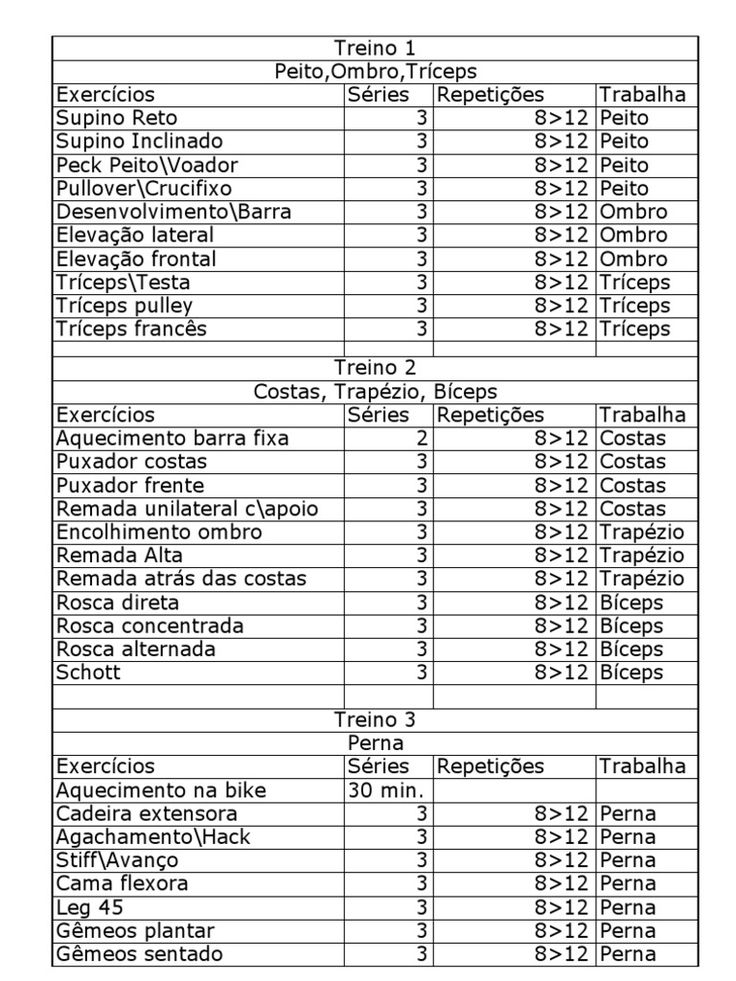 Treino 1
Peito,Ombro,Tríceps
Exercícios Séries Repetições Trabalha
Supino Reto 3 8>12 Peito
Supino Inclinado 3 8>12 Peito
Peck Peito\Voador 3 8>12 Peito
Pullover\Crucifixo 3 8>12 Peito
Desenvolvimento\Barra 3 8>12 Ombro
Elevação lateral 3 8>12 Ombro
Elevação frontal 3 8>12 Ombro
Tríceps\Testa 3 8>12 Tríceps
Tríceps pulley 3 8>12 Tríceps
Tríceps francês 3 8>12 Tríceps
Treino 2
Costas, Trapézio, Bíceps
Exercícios Séries Repetições Trabalha
Aquecimento barra fixa 2 8>12 Costas
Puxador costas 3 8>12 Costas
Puxador frente 3 8>12 Costas
Remada unilateral c\apoio 3 8>12 Costas
Encolhimento ombro 3 8>12 Trapézio
Remada Alta 3 8>12 Trapézio
Remada atrás das costas 3 8>12 Trapézio
Rosca direta 3 8>12 Bíceps
Rosca concentrada 3 8>12 Bíceps
Rosca alternada 3 8>12 Bíceps
Schott 3 8>12 Bíceps
Treino 3
Perna
Exercícios Séries Repetições Trabalha
Aquecimento na bike 30 min.
Cadeira extensora 3 8>12 Perna
Agachamento\Hack 3 8>12 Perna
Stiff\Avanço 3 8>12 Perna
Cama flexora 3 8>12 Perna
Leg 45 3 8>12 Perna
Gêmeos plantar 3 8>12 Perna
Gêmeos sentado 3 8>12 Perna